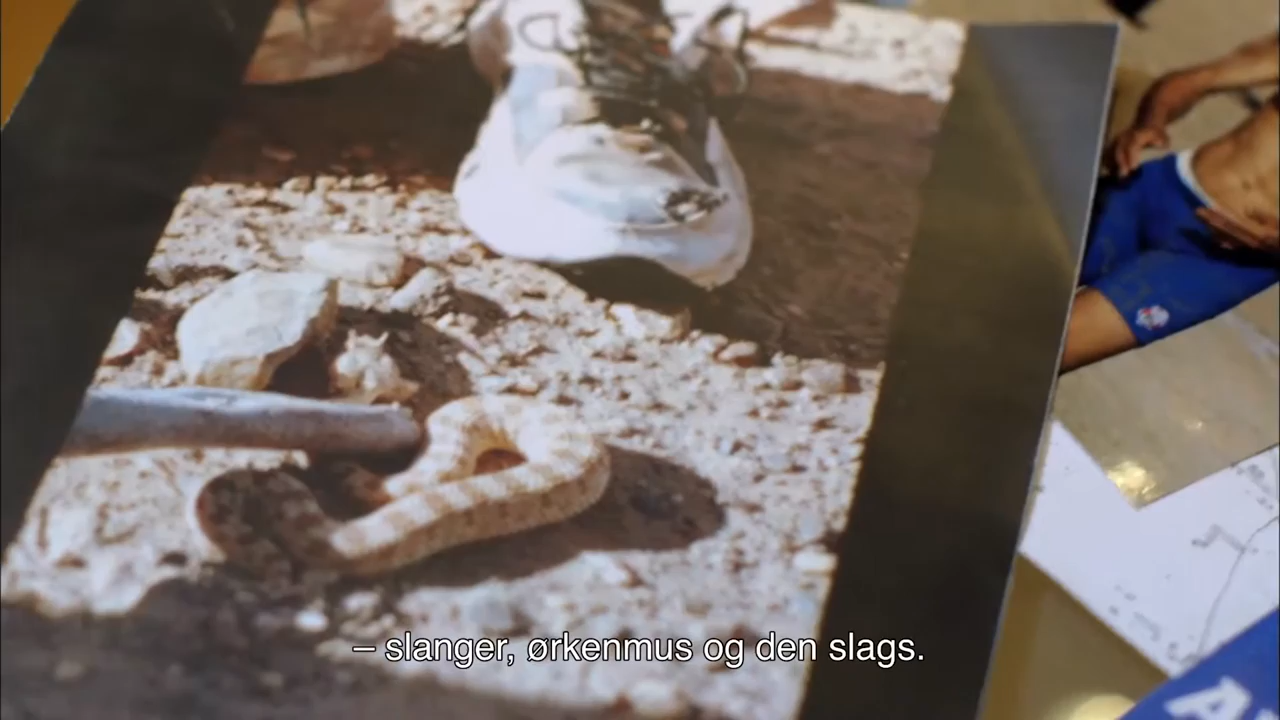 – slanger, ørkenmus og den slags.